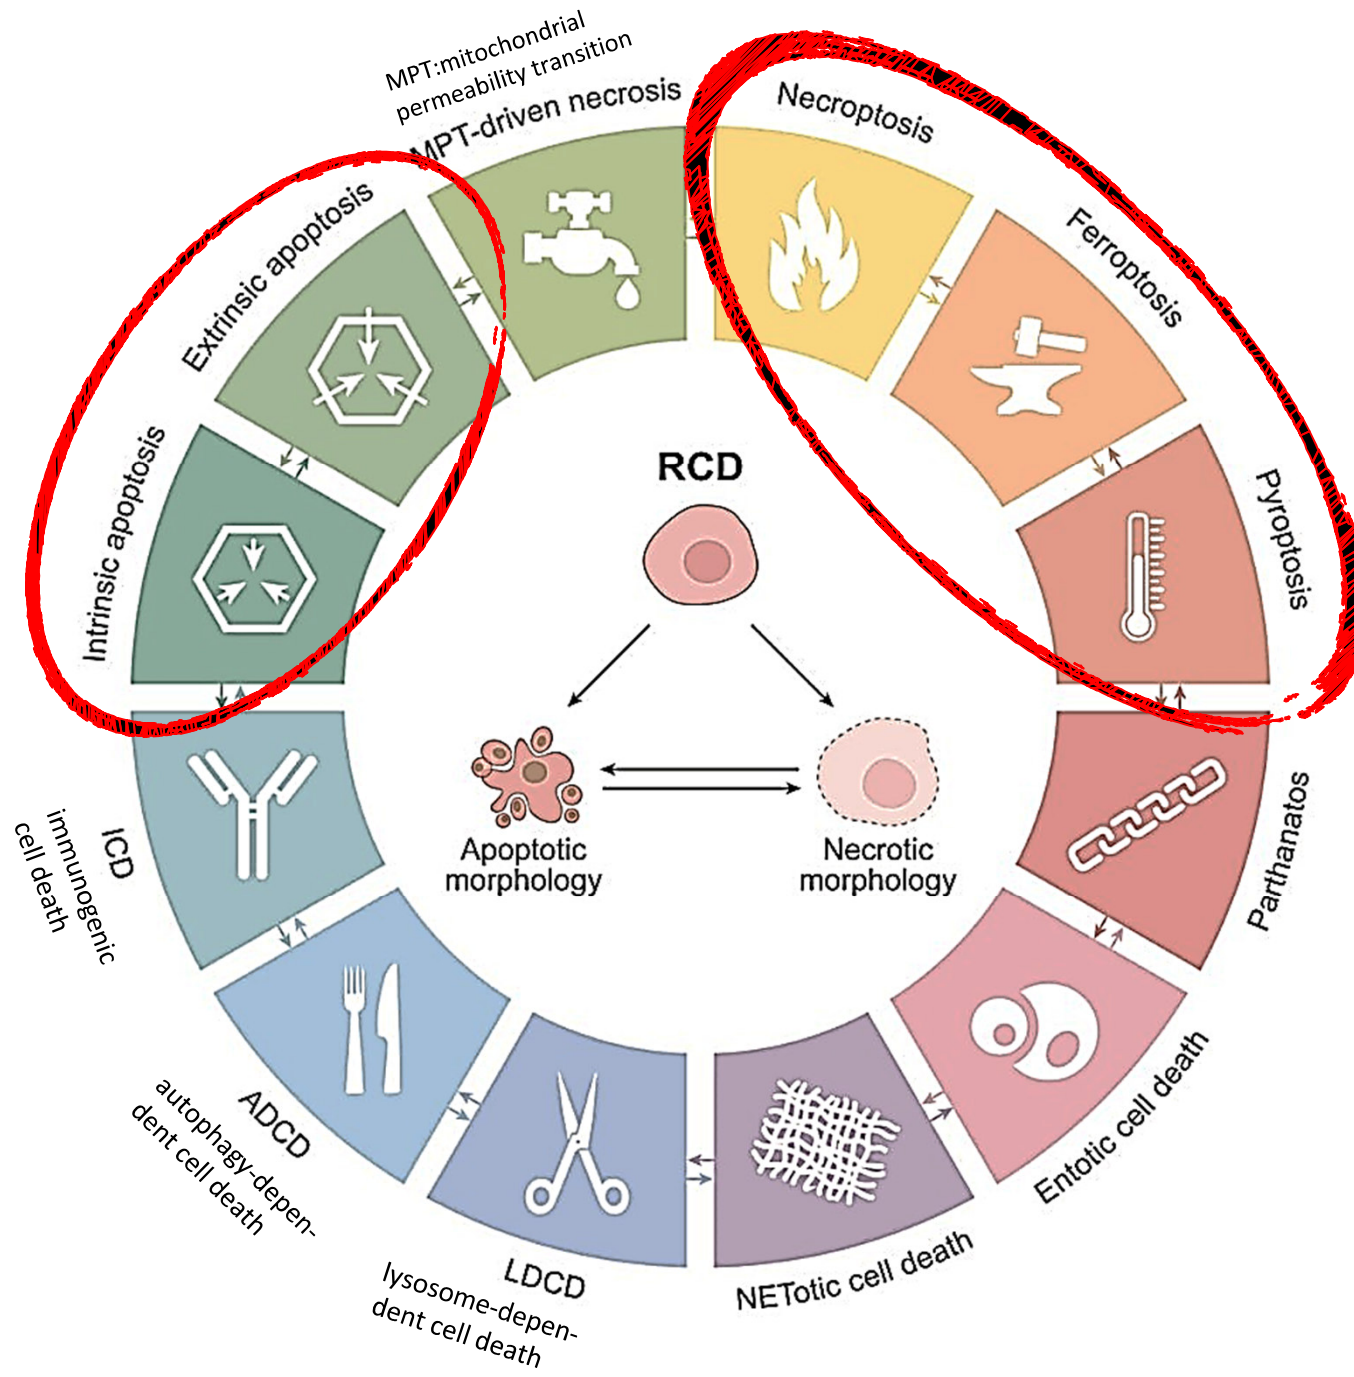 MPT:mitochondrial
permeability transition
MPT-driven necrosis
Necroptosis
Ferroptosis
Pyroptosis
Parthanatos
Entotic cell death
NETotic cell death
LDCD
lysosome-depen-
dent cell death
ADCD
autophagy-depen-
dent cell death
ICD
immunogenic
cell death
Intrinsic apoptosis
Extrinsic apoptosis
RCD
Apoptotic
morphology
Necrotic
morphology